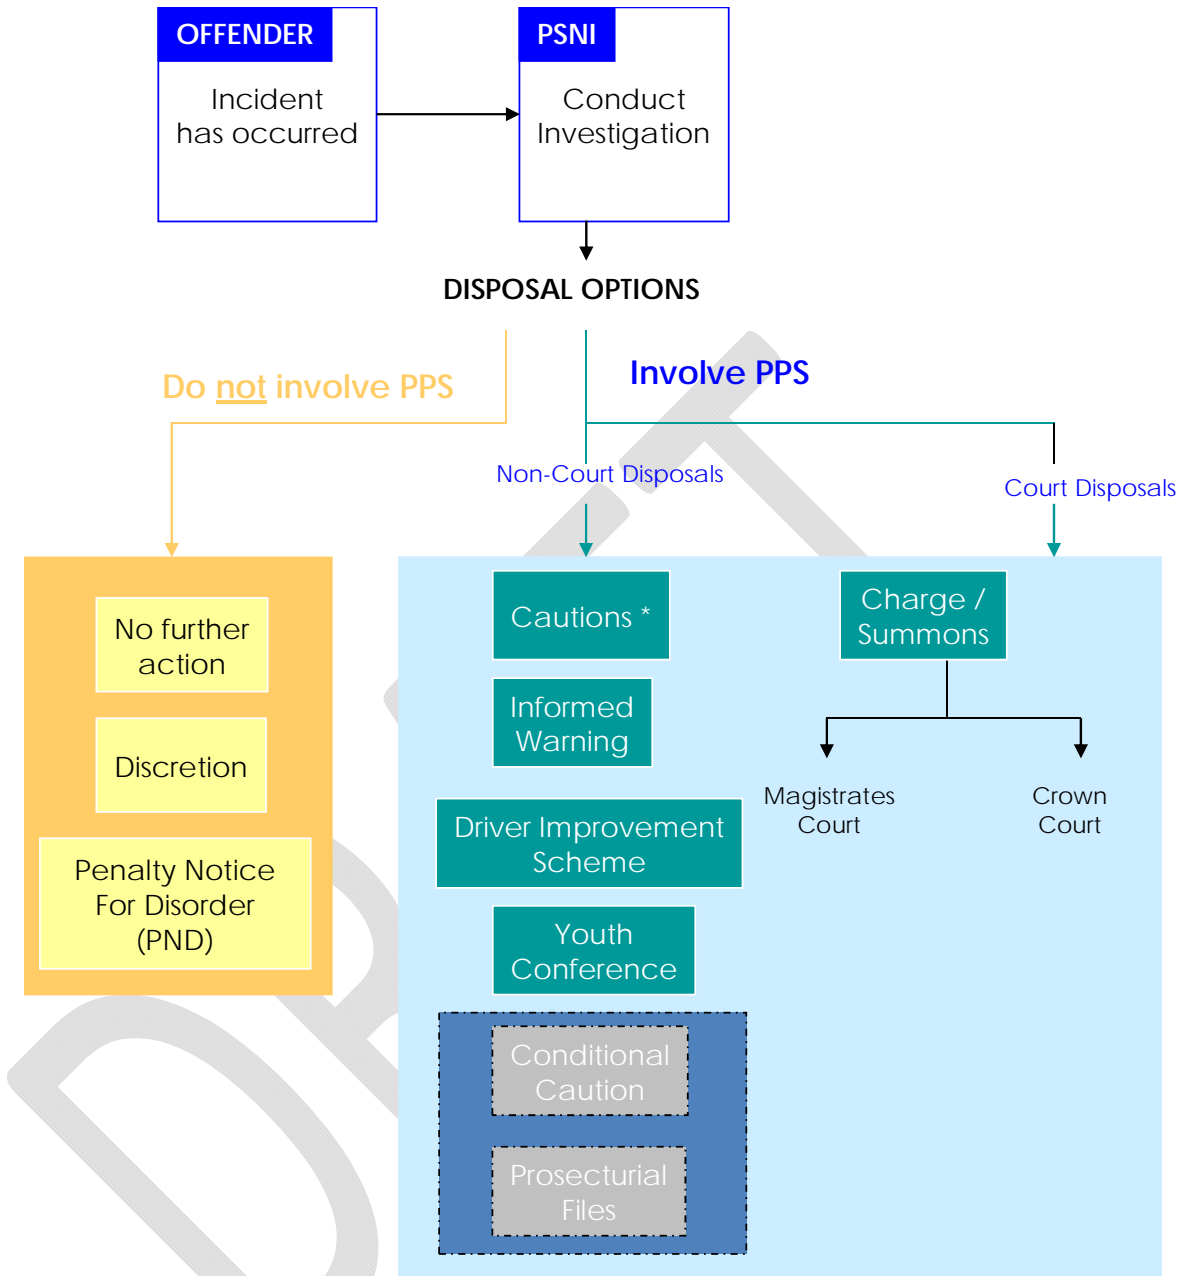 OFFENDER
Incident
has occurred
PSNI
Conduct
Investigation
DISPOSAL OPTIONS
Do not involve PPS
Involve PPS
Non-Court Disposals
Court Disposals
No further
action
Discretion
Penalty Notice
For Disorder
(PND)
Cautions *
Informed
Warning
Driver Improvement
Scheme
Youth
Conference
Conditional
Caution
Prosecturial
Files
Charge /
Summons
Magistrates
Court
Crown
Court
DRAFT